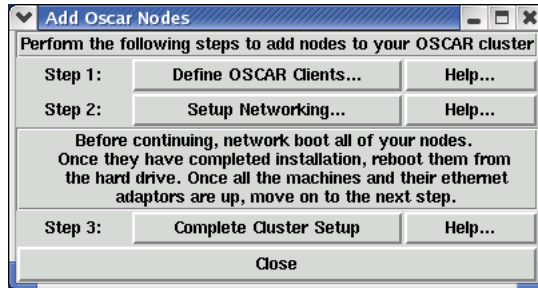 Add Oscar Nodes
Perform the following steps to add nodes to your OSCAR cluster
Step 1: Define OSCAR Clients... Help...
Step 2: Setup Networking... Help...
Before continuing, network boot all of your nodes.
Once they have completed installation, reboot them from
the hard drive. Once all the machines and their ethernet
adaptors are up, move on to the next step.
Step 3: Complete Cluster Setup Help...
Close